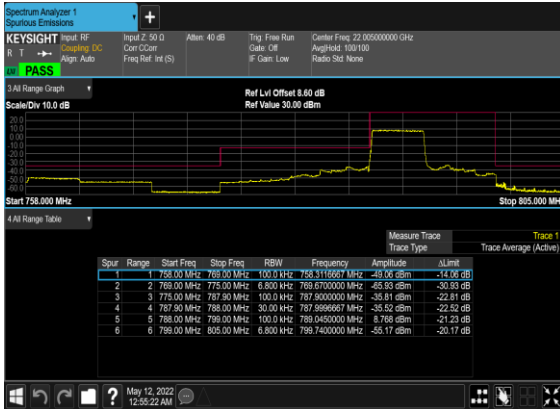 Spectrum Analyzer 1
Spurious Emissions
KEYSIGHT
R T
Input: RF
Coupling: DC
Align: Auto
Input Z: 50 Ω
Corr CCorr
Freq Ref: Int (S)
Atten: 40 dB
Trig: Free Run
Gate: Off
IF Gain: Low
Center Freq: 22.005000000 GHz
Avg|Hold: 100/100
Radio Std: None
PASS
3 All Range Graph
Scale/Div 10.0 dB
Ref Lvl Offset 8.60 dB
Ref Value 30.00 dBm
20.0
10.0
0.00
-10.0
-20.0
-30.0
-40.0
-50.0
-60.0
Start 758.000 MHz
Stop 805.000 MH
4 All Range Table
Measure Trace Trace 1
Trace Type Trace Average (Active)
Spur Range Start Freq Stop Freq RBW Frequency Amplitude ΔLimit
1 1 758.00 MHz 769.00 MHz 100.0 kHz 758.3116667 MHz -49.06 dBm -14.06 dB
2 2 769.00 MHz 775.00 MHz 6.800 kHz 769.6700000 MHz -65.93 dBm -30.93 dB
3 3 775.00 MHz 787.90 MHz 100.0 kHz 787.9000000 MHz -35.81 dBm -22.81 dB
4 4 787.90 MHz 788.00 MHz 30.00 kHz 787.9996667 MHz -35.52 dBm -22.52 dB
5 5 788.00 MHz 799.00 MHz 100.0 kHz 789.0450000 MHz 8.768 dBm -21.23 dB
6 6 799.00 MHz 805.00 MHz 6.800 kHz 799.7400000 MHz -55.17 dBm -20.17 dB
?
May 12, 2022
12:55:22 AM